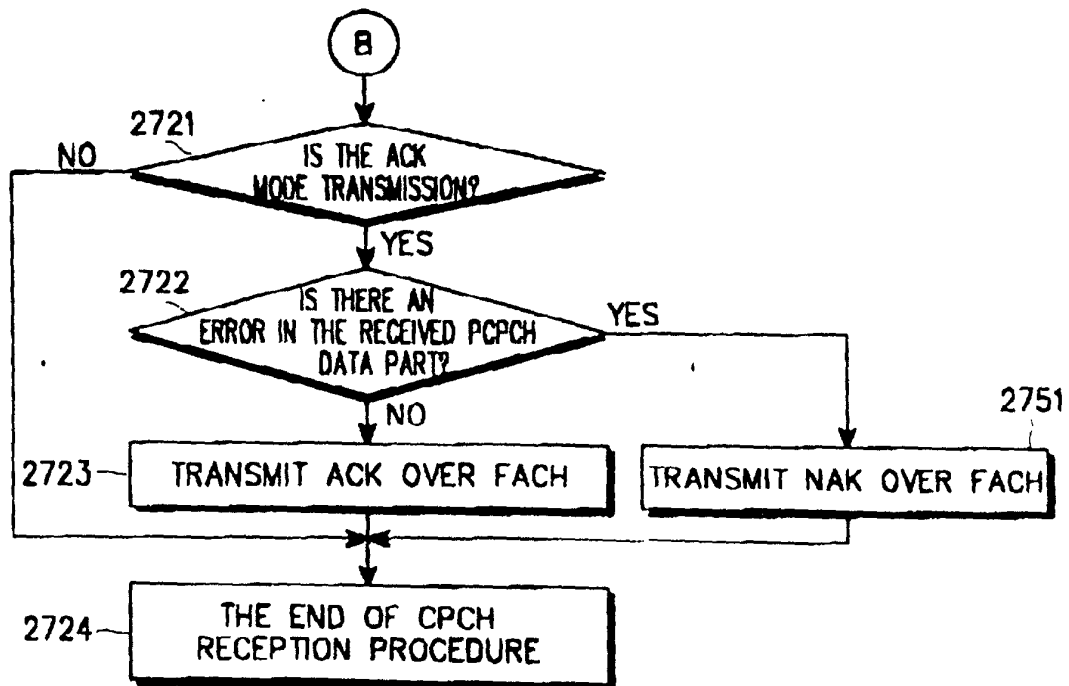 B
2721
NO
IS THE ACK
MODE TRANSMISSION?
YES
2722
IS THERE AN
ERROR IN THE RECEIVED PCPCH
DATA PART?
YES
NO
2751
2723
TRANSMIT ACK OVER FACH
TRANSMIT NAK OVER FACH
2724
THE END OF CPCH
RECEPTION PROCEDURE